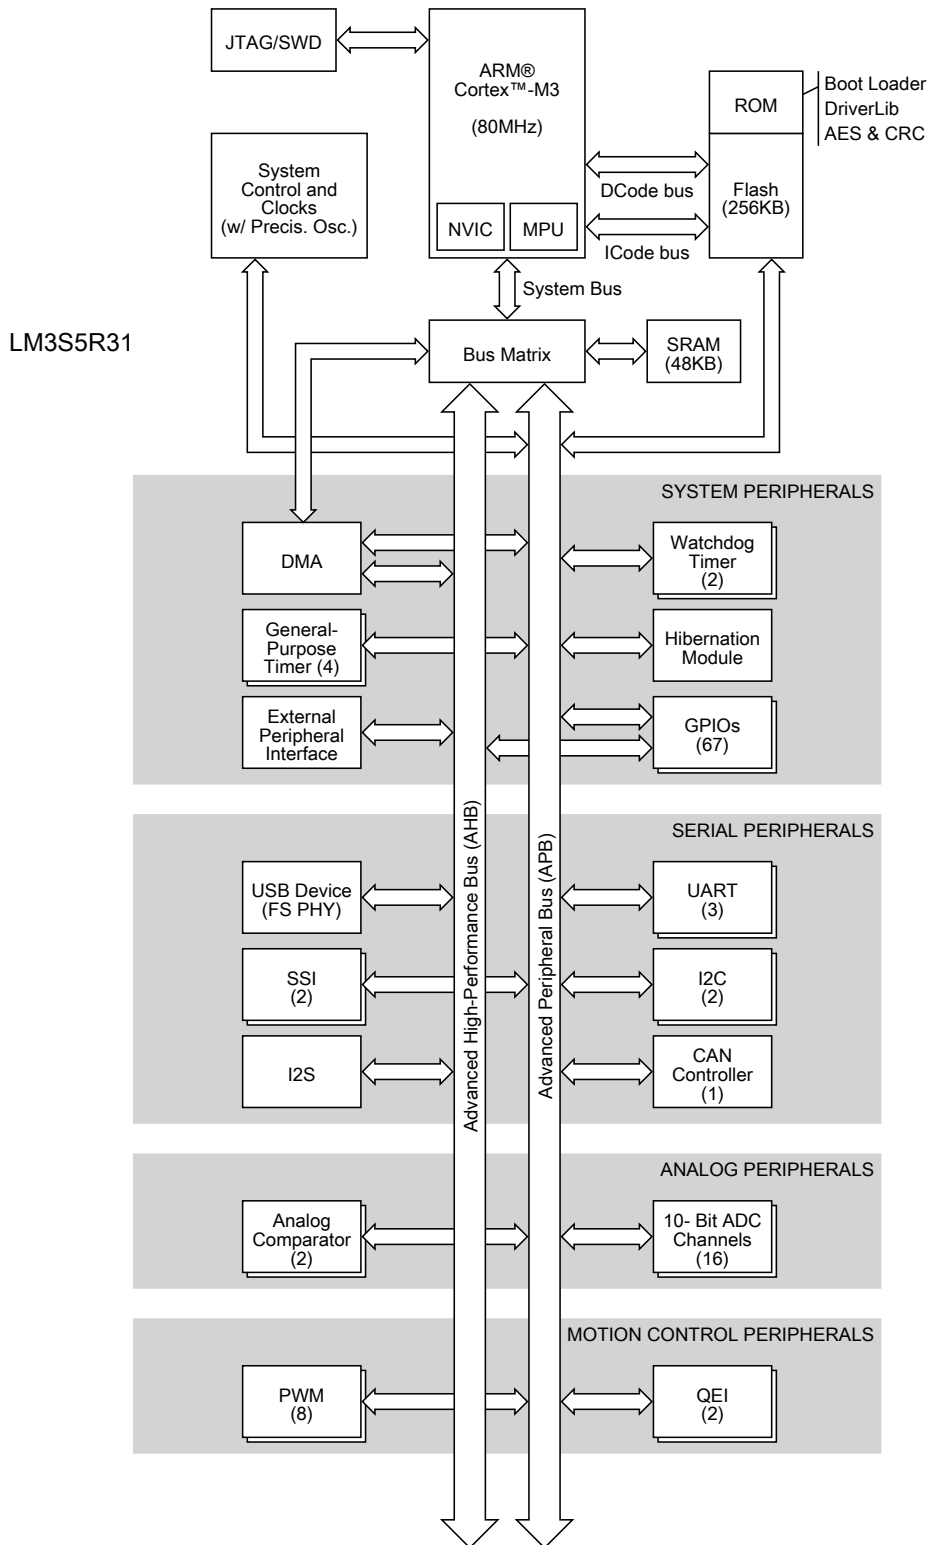 JTAG/SWD
ARM®
Cortex™-M3
(80MHz)
NVIC
MPU
ROM
Boot Loader
DriverLib
AES & CRC
Flash
(256KB)
DCode bus
ICode bus
System
Control and
Clocks
(w/ Precis. Osc.)
System Bus
LM3S5R31
Bus Matrix
SRAM
(48KB)
SYSTEM PERIPHERALS
DMA
Watchdog
Timer
(2)
General-
Purpose
Timer (4)
Hibernation
Module
External
Peripheral
Interface
GPIOs
(67)
Advanced High-Performance Bus (AHB)
Advanced Peripheral Bus (APB)
SERIAL PERIPHERALS
USB Device
(FS PHY)
UART
(3)
SSI
(2)
I2C
(2)
I2S
CAN
Controller
(1)
ANALOG PERIPHERALS
Analog
Comparator
(2)
10- Bit ADC
Channels
(16)
MOTION CONTROL PERIPHERALS
PWM
(8)
QEI
(2)